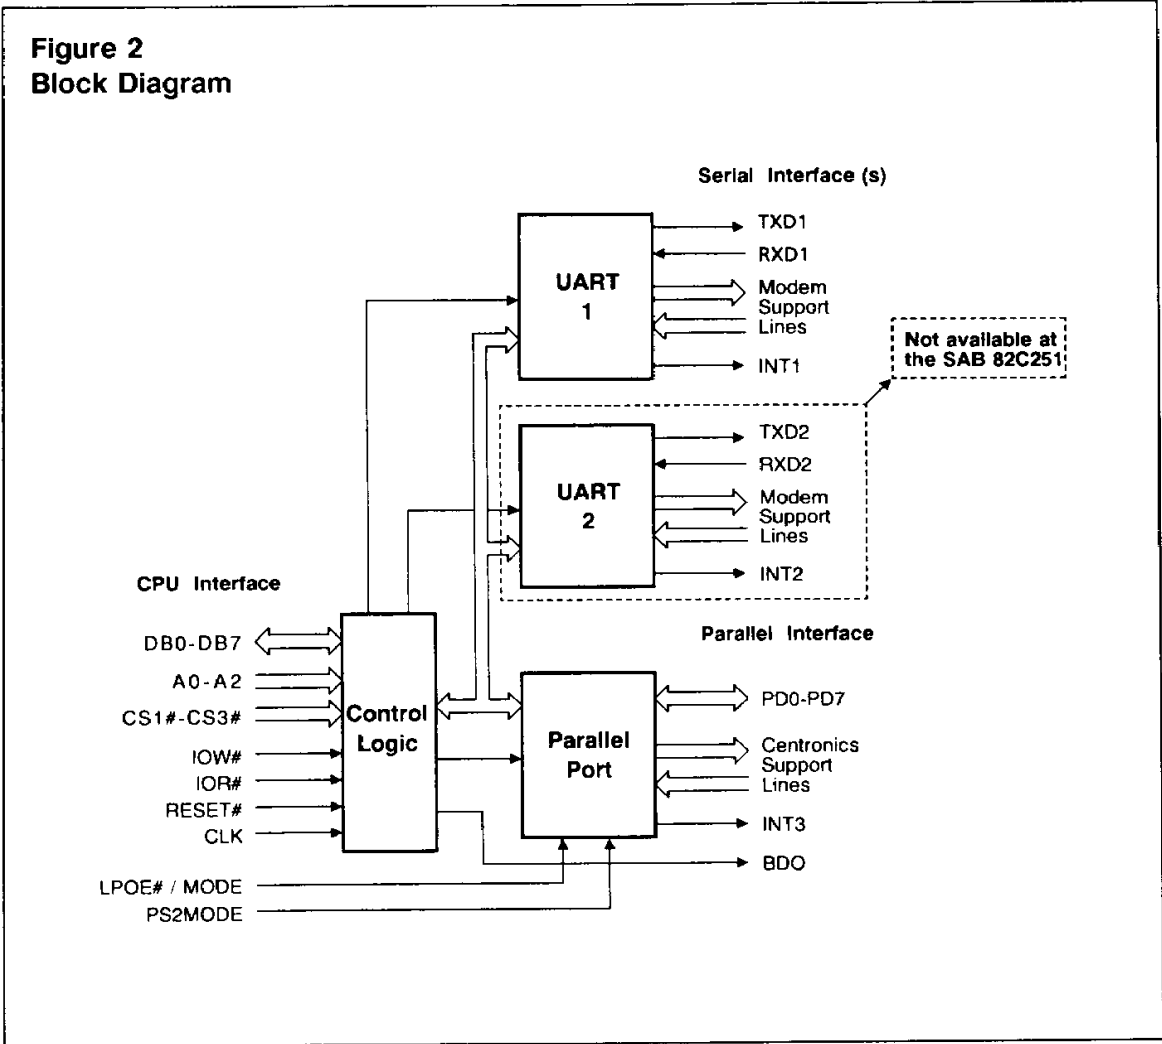 Figure 2
Block Diagram
Serial Interface (s)
UART
1
TXD1
RXD1
Modem
Support
Lines
INT1
Not available at
the SAB 82C251
UART
2
TXD2
RXD2
Modem
Support
Lines
INT2
CPU Interface
DB0-DB7
A0-A2
CS1#-CS3#
IOW#
IOR#
RESET#
CLK
LPOE# / MODE
PS2MODE
Control
Logic
Parallel Interface
Parallel
Port
PD0-PD7
Centronics
Support
Lines
INT3
BDO